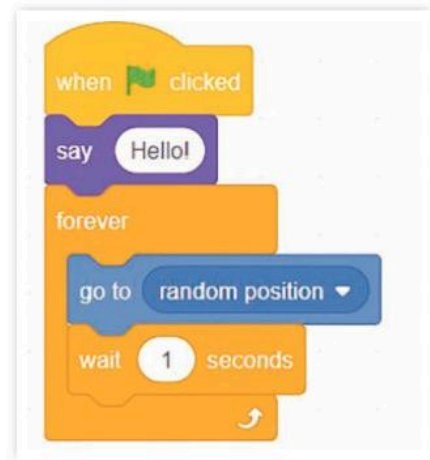 when clicked
say Hello!
forever
go to random position
wait 1 seconds